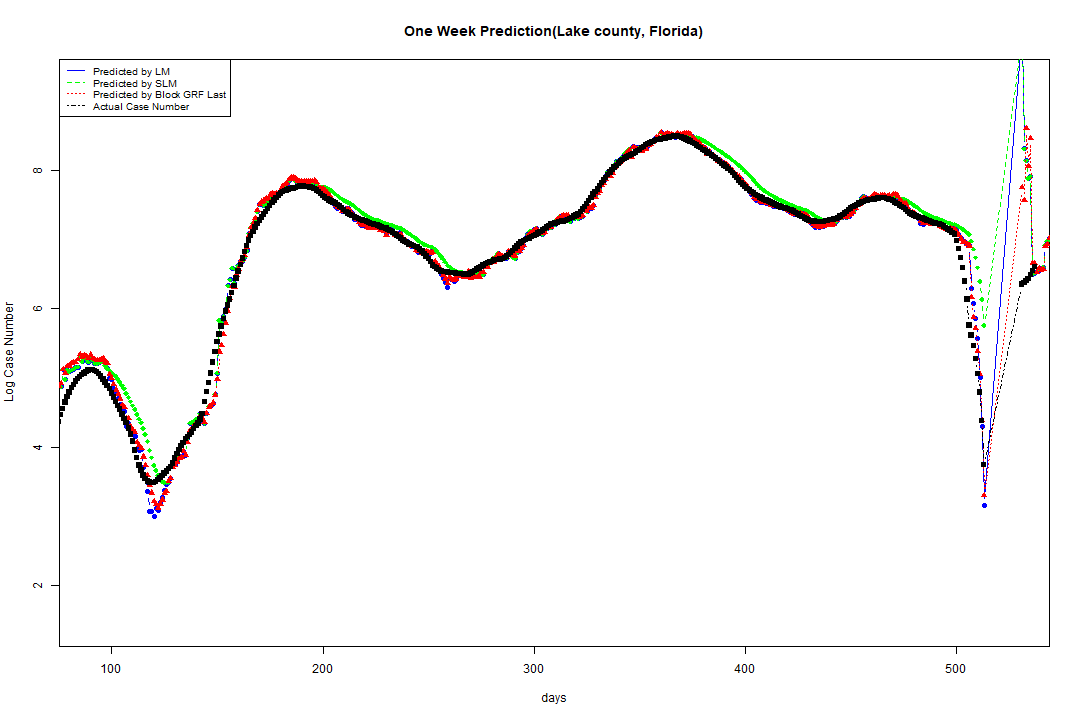 One Week Prediction(Lake county, Florida)
Predicted by LM
Predicted by SLM
Predicted by Block GRF Last
Actual Case Number
8
6
4
2
Log Case Number
100 200 300 400 500
days